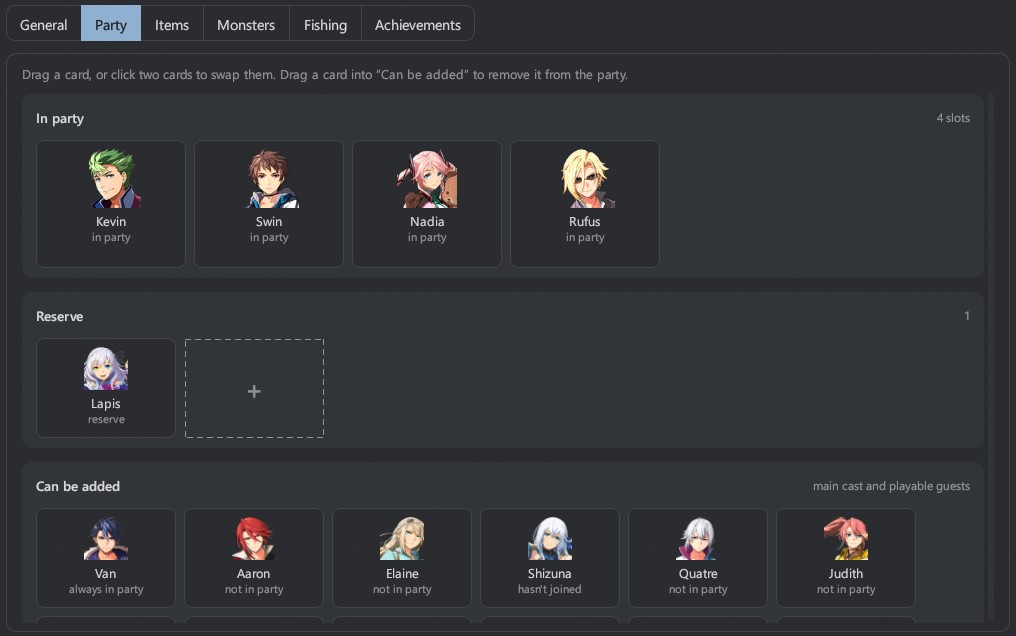 General Party Items Monsters Fishing Achievements
Drag a card, or click two cards to swap them. Drag a card into "Can be added" to remove it from the party.
In party 4 slots
Kevin Swin Nadia Rufus
in party in party in party in party
Reserve 1
Lapis
reserve
+
Can be added main cast and playable guests
Van Aaron Elaine Shizuna Quatre Judith
always in party not in party not in party hasn't joined not in party not in party